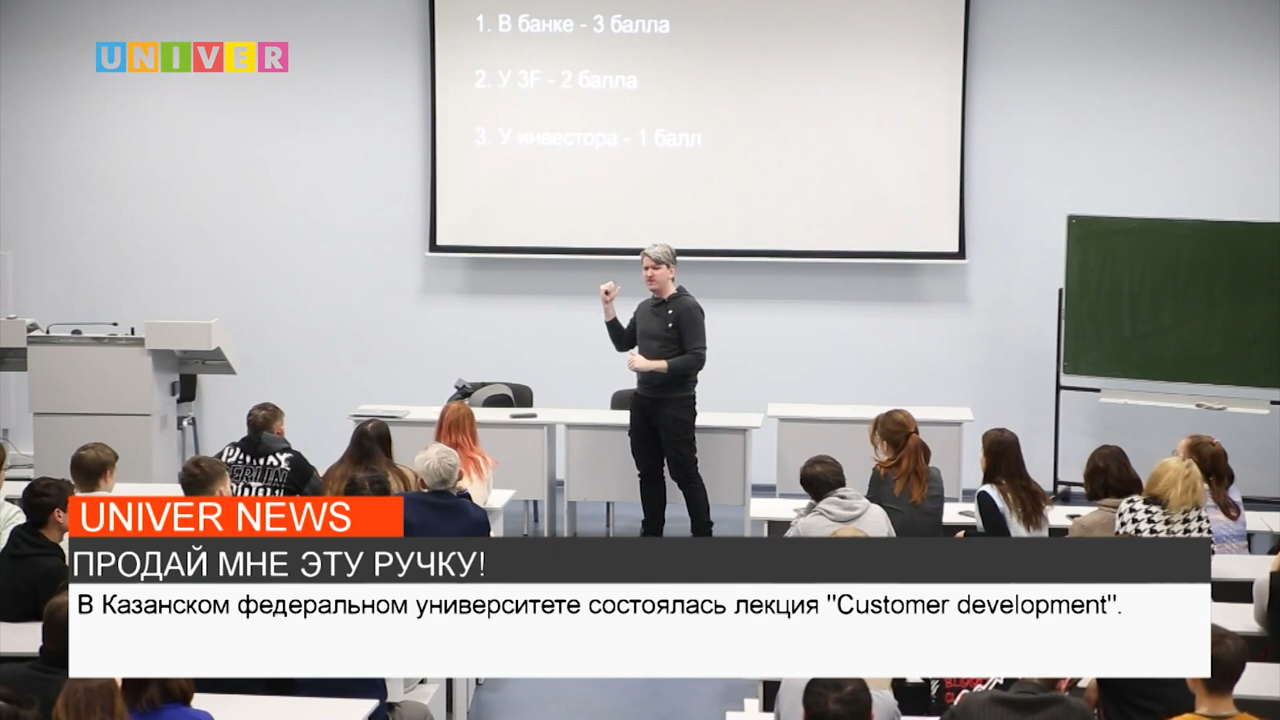 1. В банке - 3 балла
UNIVER
2. У 3F - 2 балла
3. У инвестора - 1 балл
UNIVER NEWS
ПРОДАЙ МНЕ ЭТУ РУЧКУ!
В Казанском федеральном университете состоялась лекция "Customer development".